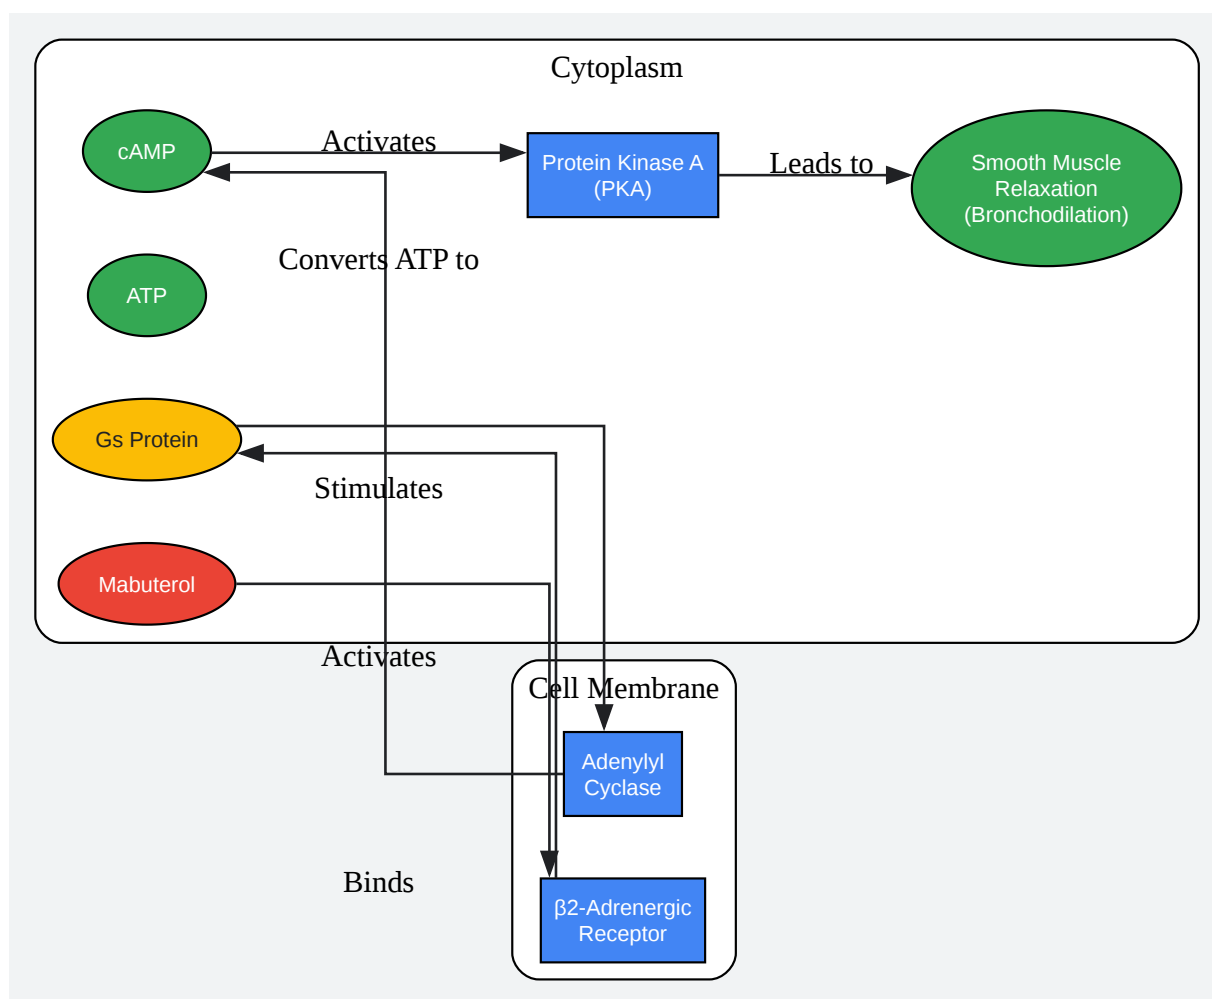 Cytoplasm
cAMP
Activates
Protein Kinase A
(PKA)
Leads to
Smooth Muscle
Relaxation
(Bronchodilation)
Converts ATP to
ATP
Gs Protein
Stimulates
Mabuterol
Activates
Cell Membrane
Adenylyl
Cyclase
Binds
β2-Adrenergic
Receptor